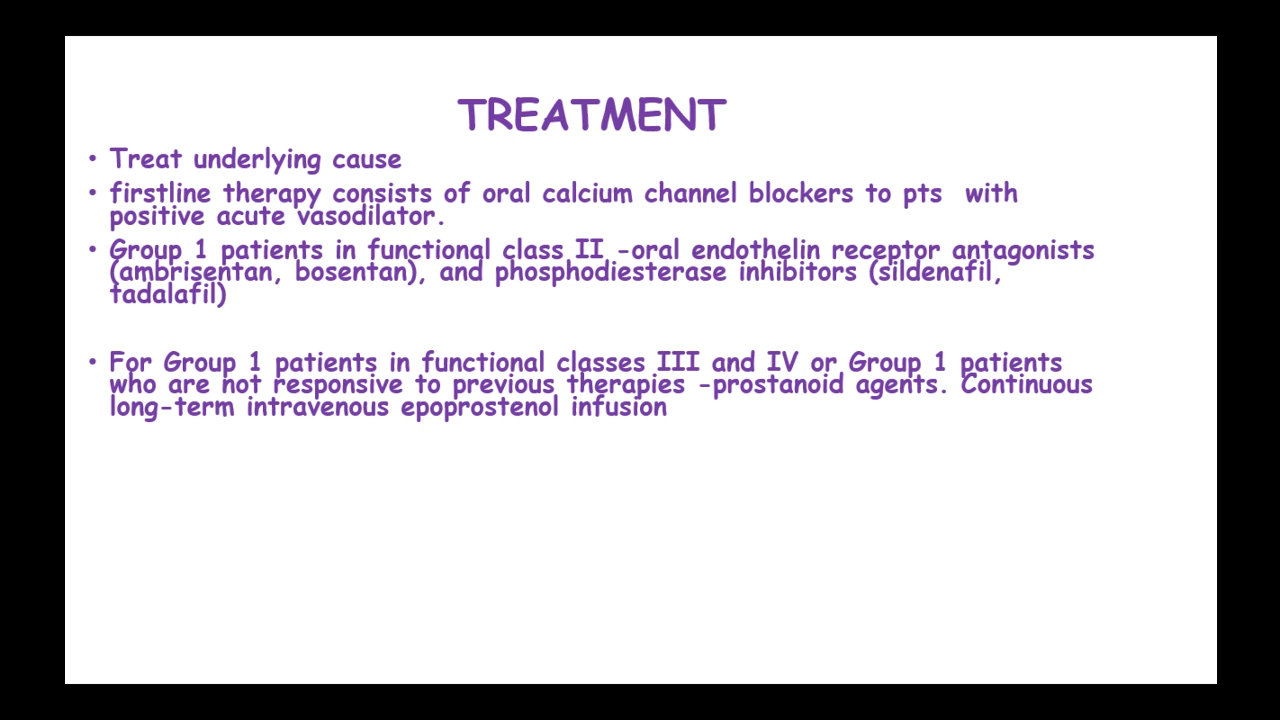 TREATMENT
• Treat underlying cause
• firstline therapy consists of oral calcium channel blockers to pts with
positive acute vasodilator.
• Group 1 patients in functional class II -oral endothelin receptor antagonists
(ambrisentan, bosentan), and phosphodiesterase inhibitors (sildenafil,
tadalafil)
• For Group 1 patients in functional classes III and IV or Group 1 patients
who are not responsive to previous therapies -prostanoid agents. Continuous
long-term intravenous epoprostenol infusion